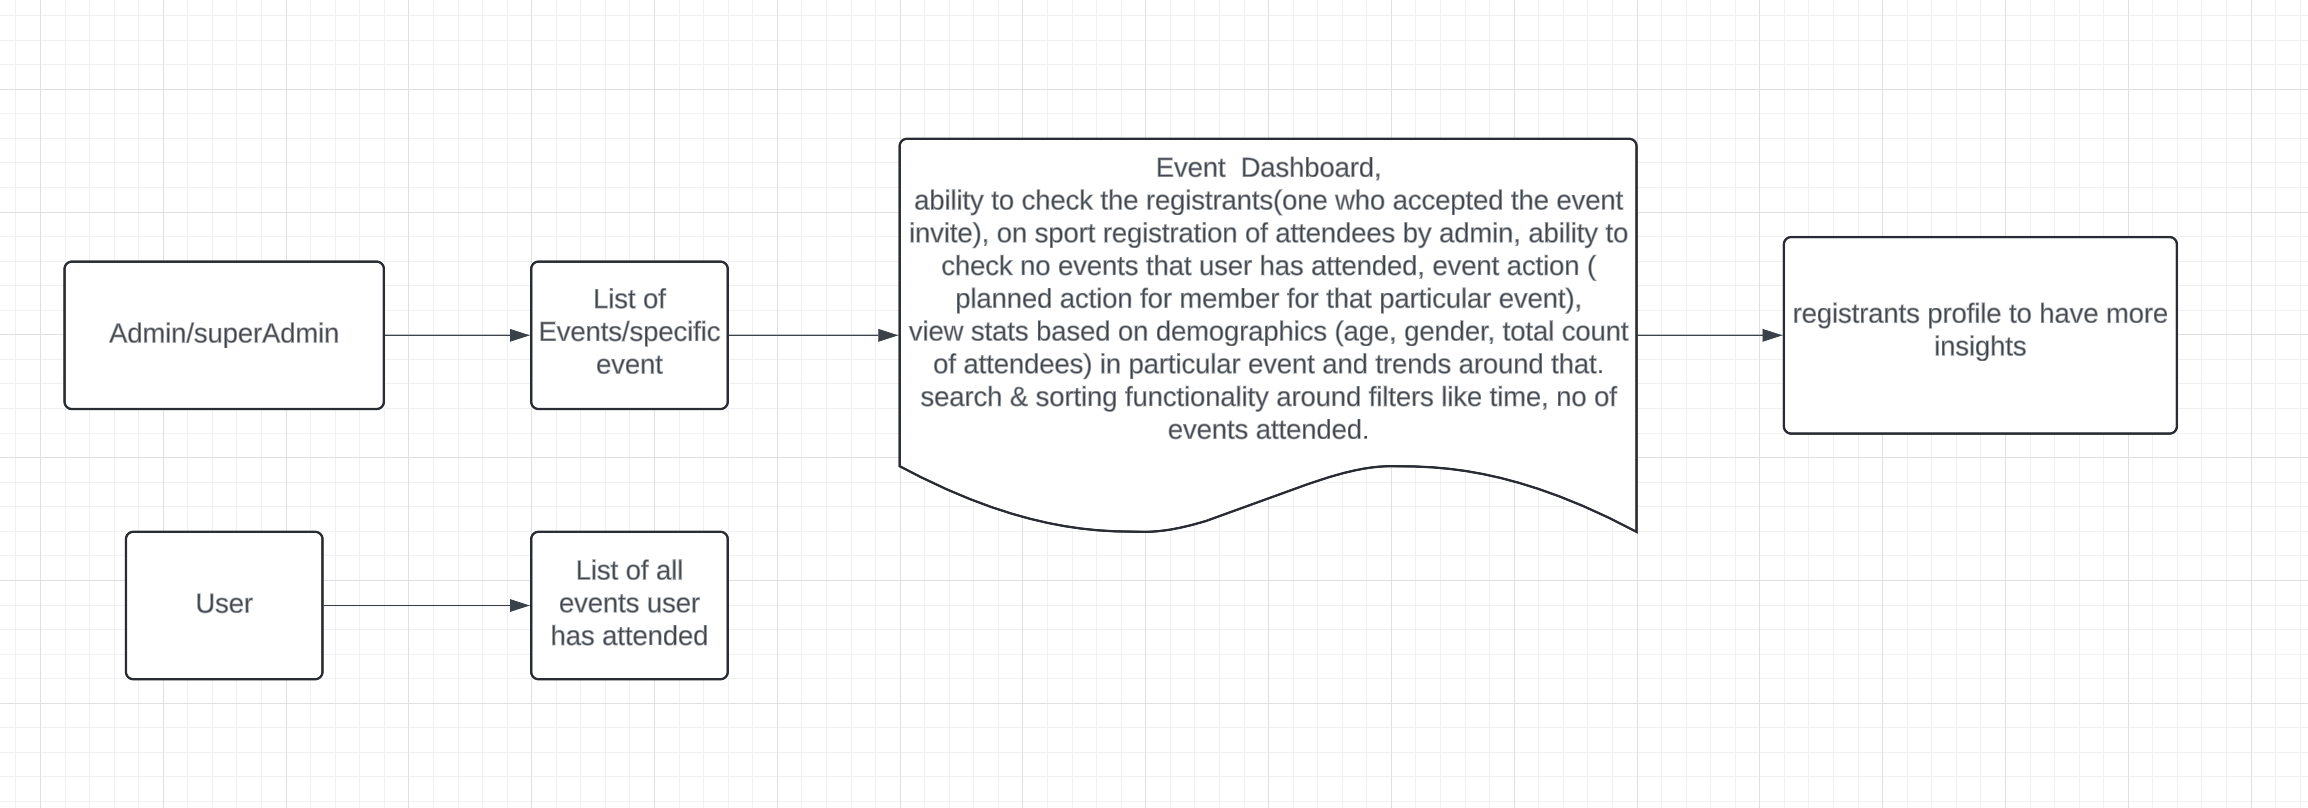 Event  Dashboard,
ability to check the registrants(one who accepted the event
invite), on sport registration of attendees by admin, ability to
check no events that user has attended, event action (
planned action for member for that particular event),
view stats based on demographics (age, gender, total count
of attendees) in particular event and trends around that.
search & sorting functionality around filters like time, no of
events attended.
Admin/superAdmin
List of
Events/specific
event
registrants profile to have more
insights
User
List of all
events user
has attended